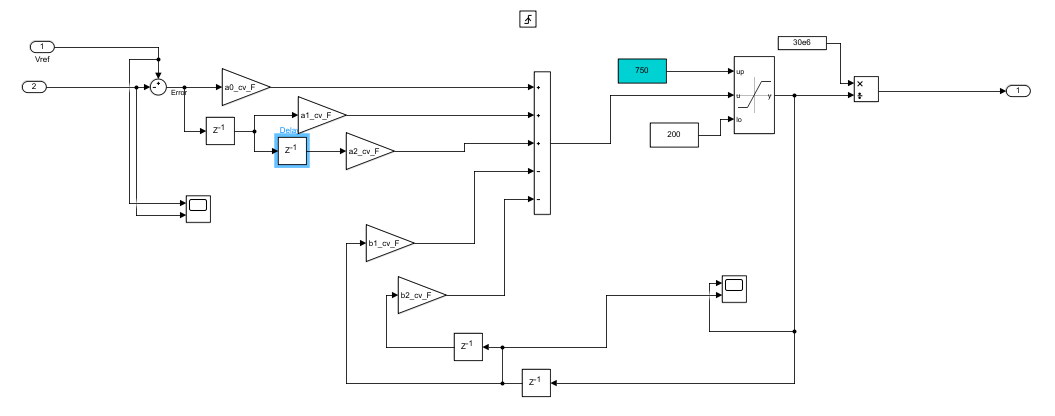 1
Vref
2
Error
a0_cv_F
a1_cv_F
Z-1
Delay
Z-1
a2_cv_F
+
+
+
-
-
+
-
b1_cv_F
b2_cv_F
Z-1
Z-1
750
200
up
u
lo
y
30e6
×
÷
1